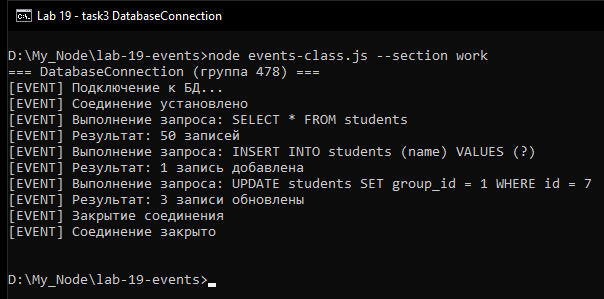 Lab 19 - task3 DatabaseConnection
D:\My_Node\lab-19-events>node events-class.js --section work
=== DatabaseConnection (группа 478) ===
[EVENT] Подключение к БД...
[EVENT] Соединение установлено
[EVENT] Выполнение запроса: SELECT * FROM students
[EVENT] Результат: 50 записей
[EVENT] Выполнение запроса: INSERT INTO students (name) VALUES (?)
[EVENT] Результат: 1 запись добавлена
[EVENT] Выполнение запроса: UPDATE students SET group_id = 1 WHERE id = 7
[EVENT] Результат: 3 записи обновлены
[EVENT] Закрытие соединения
[EVENT] Соединение закрыто
D:\My_Node\lab-19-events>